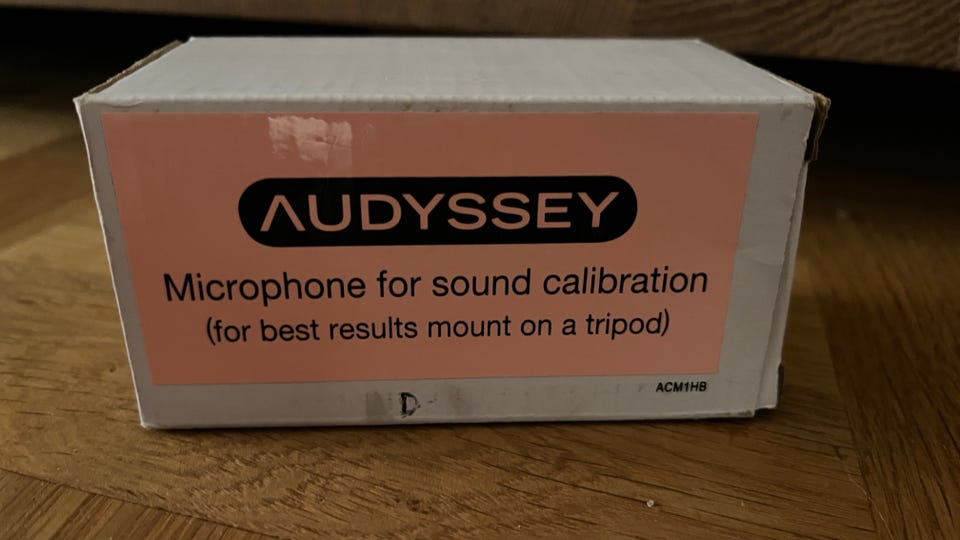 AUDYSSEY
Microphone for sound calibration
(for best results mount on a tripod)
ACM1HB
D